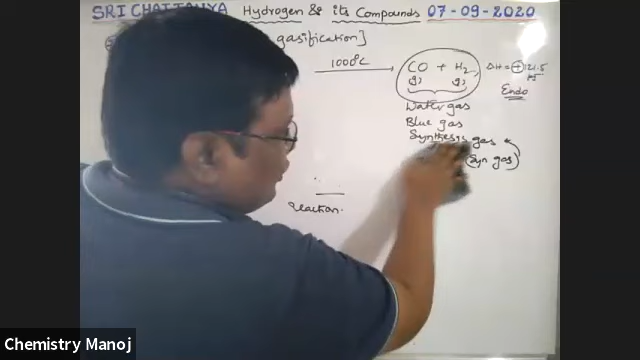 SRI CHAITANYA Hydrogen & its Compounds 07-09-2020
gasification]
1000°C
CO + H₂, ΔH = + 121.5
(g) (g) kJ
Endo
Water gas
Blue gas
Synthesis gas
(Syn gas)
reaction.
Chemistry Manoj